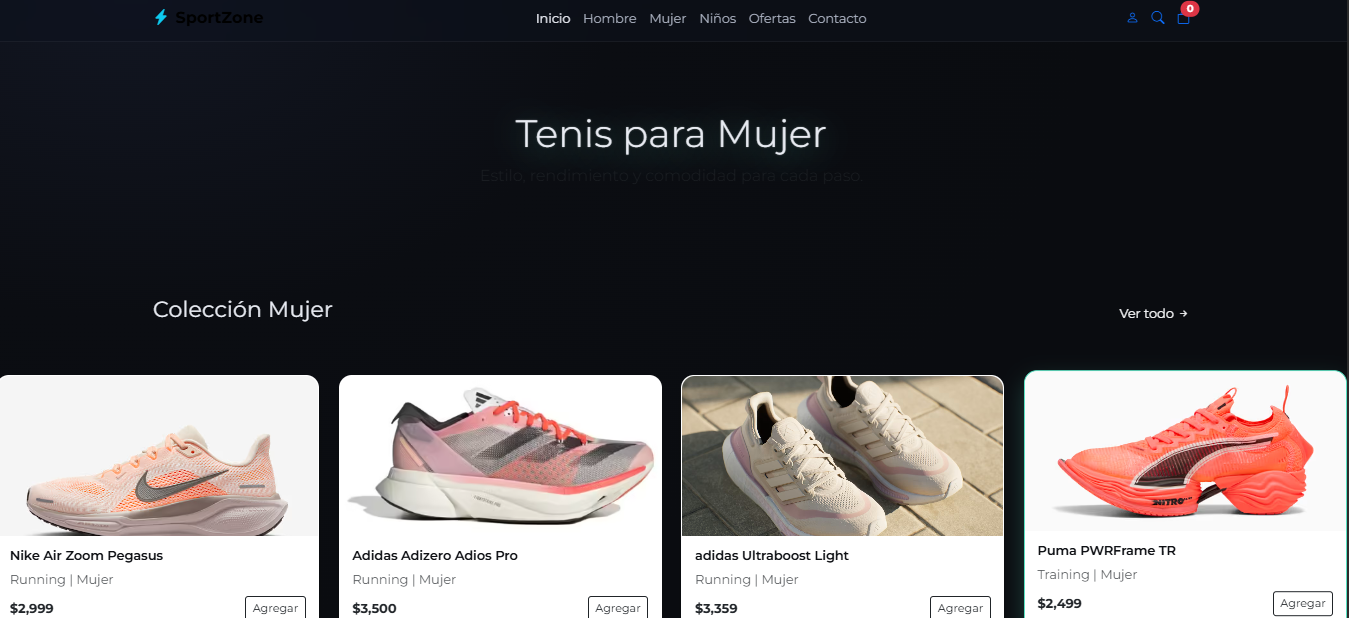 SportZone
Inicio Hombre Mujer Niños Ofertas Contacto
0
Tenis para Mujer
Estilo, rendimiento y comodidad para cada paso.
Colección Mujer
Ver todo →
NITRO
Nike Air Zoom Pegasus
Running | Mujer
$2,999
Agregar
Adidas Adizero Adios Pro
Running | Mujer
$3,500
Agregar
adidas Ultraboost Light
Running | Mujer
$3,359
Agregar
Puma PWRFrame TR
Training | Mujer
$2,499
Agregar